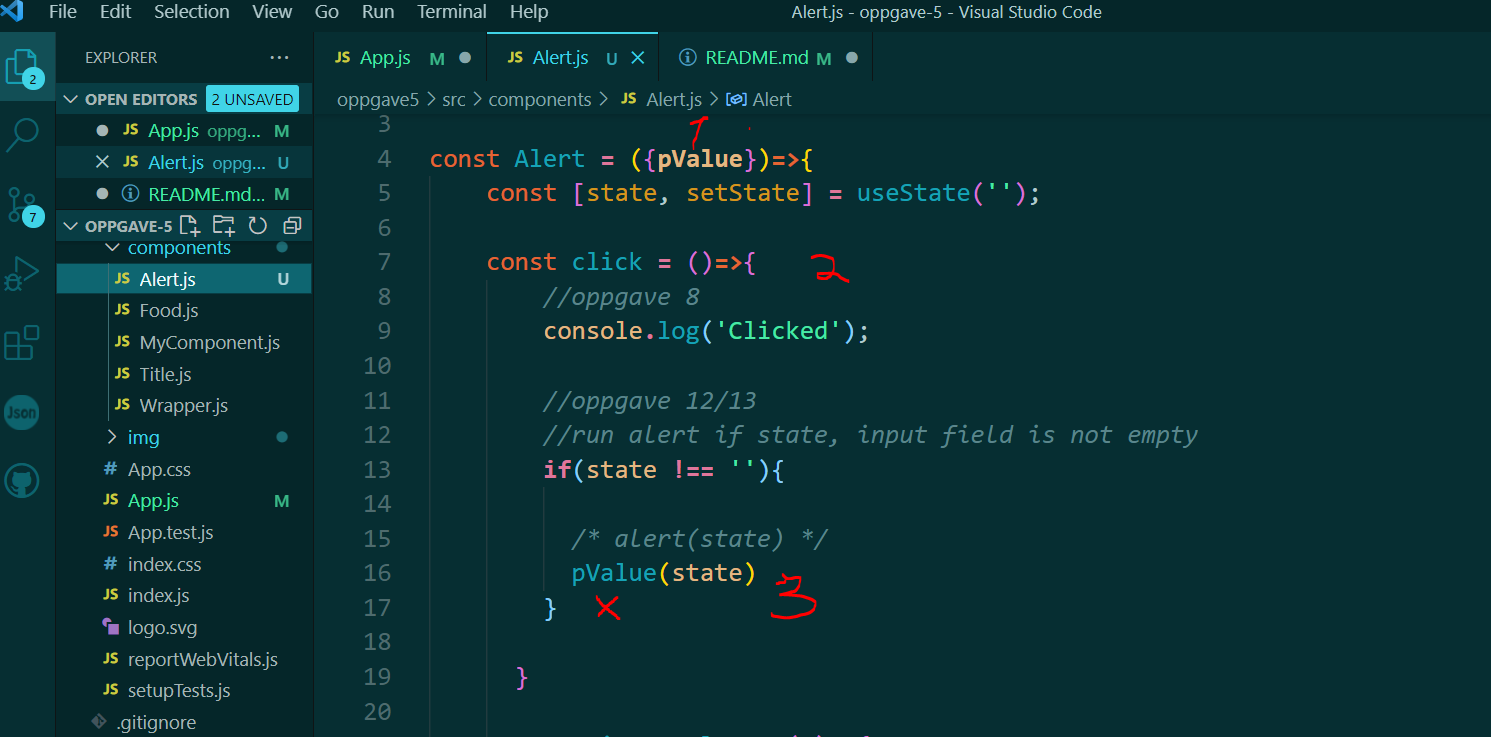 File Edit Selection View Go Run Terminal Help Alert.js - oppgave-5 - Visual Studio Code
EXPLORER ...
JS App.js M JS Alert.js U README.md M
2
OPEN EDITORS 2 UNSAVED
oppgave5 > src > components > JS Alert.js > Alert
JS App.js oppg... M
JS Alert.js oppg... U
README.md... M
7
OPPGAVE-5
components
JS Alert.js U
JS Food.js
JS MyComponent.js
JS Title.js
JS Wrapper.js
Json
img
# App.css
JS App.js M
JS App.test.js
# index.css
JS index.js
logo.svg
JS reportWebVitals.js
JS setupTests.js
.gitignore
3
1
4 const Alert = ({pValue})=>{
5 const [state, setState] = useState('');
6
7 const click = ()=>{ 2
8 //oppgave 8
9 console.log('Clicked');
10
11 //oppgave 12/13
12 //run alert if state, input field is not empty
13 if(state !== ''){
14
15 /* alert(state) */
16 pValue(state) 3
17 } x
18
19 }
20